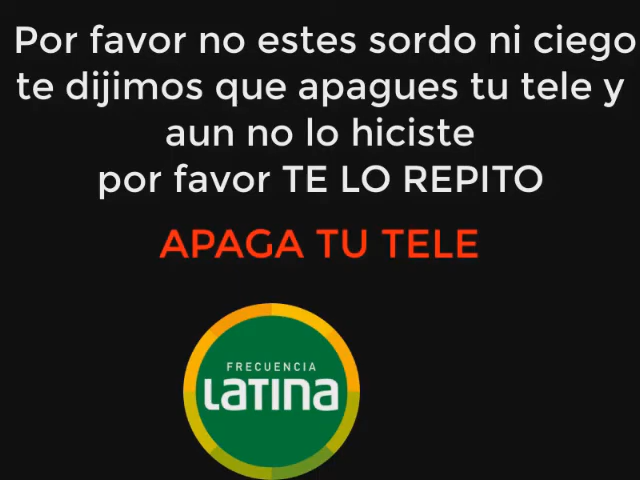 Por favor no estes sordo ni ciego
te dijimos que apagues tu tele y
aun no lo hiciste
por favor TE LO REPITO
APAGA TU TELE
FRECUENCIA
LaTINa